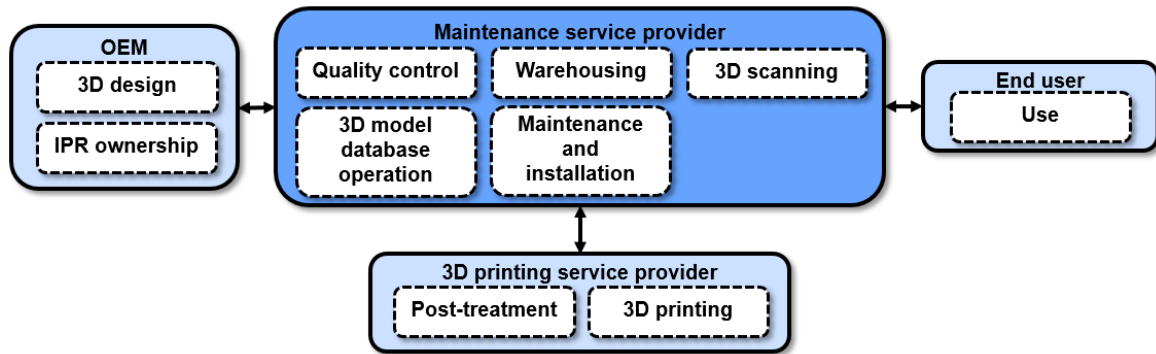 OEM
3D design
IPR ownership
Maintenance service provider
Quality control
Warehousing
3D scanning
3D model
database
operation
Maintenance
and
installation
End user
Use
3D printing service provider
Post-treatment
3D printing